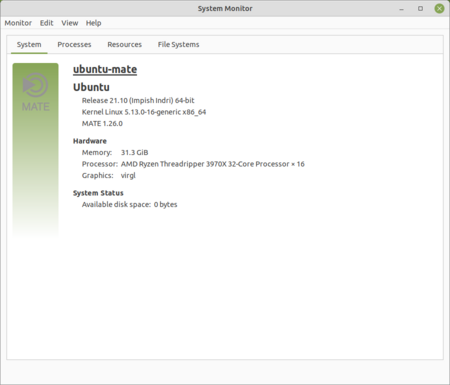 System Monitor
Monitor Edit View Help
System Processes Resources File Systems
MATE
ubuntu-mate
Ubuntu
Release 21.10 (Impish Indri) 64-bit
Kernel Linux 5.13.0-16-generic x86_64
MATE 1.26.0
Hardware
Memory: 31.3 GiB
Processor: AMD Ryzen Threadripper 3970X 32-Core Processor × 16
Graphics: virgl
System Status
Available disk space: 0 bytes